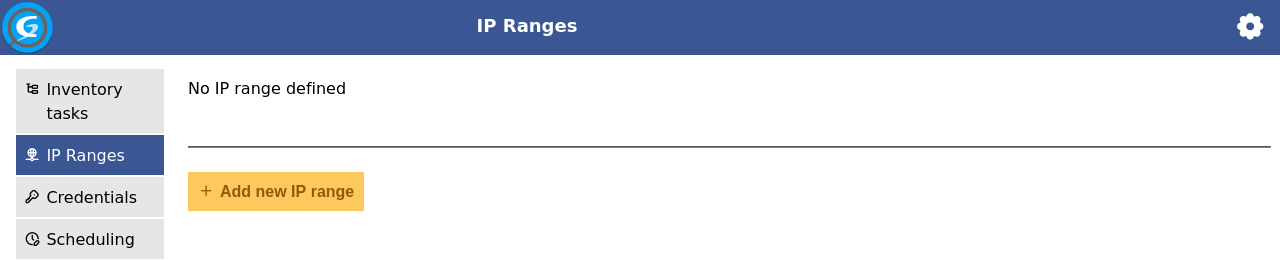 IP Ranges
Inventory
tasks
IP Ranges
Credentials
Scheduling
No IP range defined
+ Add new IP range